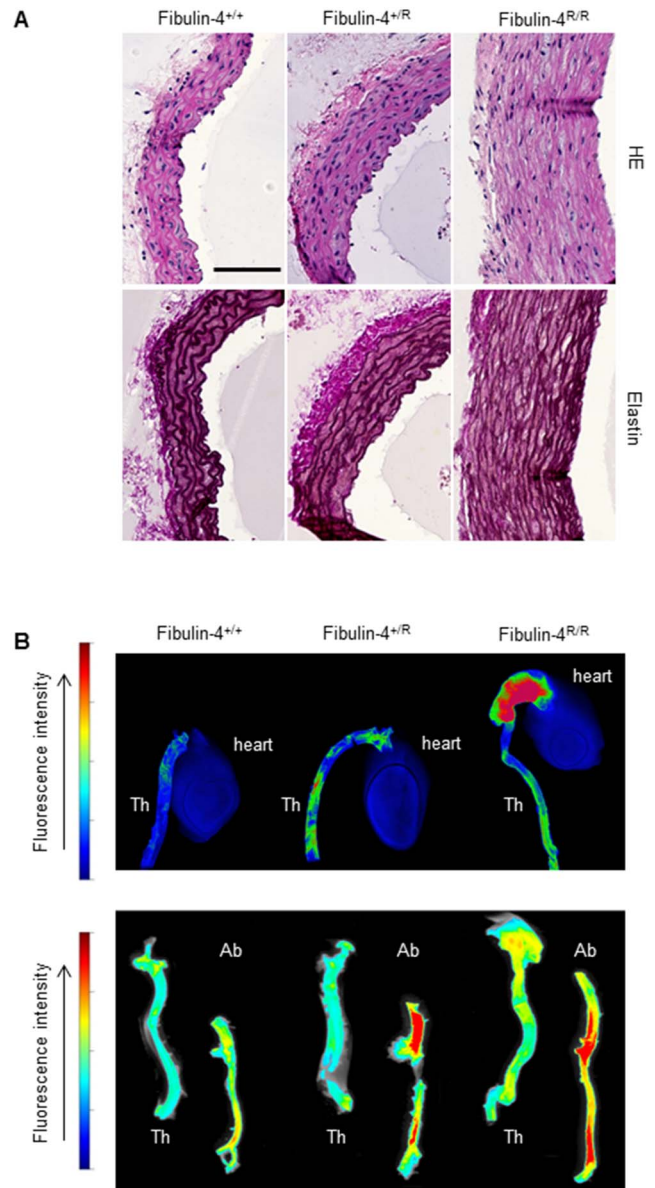 A
Fibulin-4+/+ Fibulin-4+/R Fibulin-4R/R
HE
Elastin
B
Fibulin-4+/+ Fibulin-4+/R Fibulin-4R/R
Fluorescence intensity
heart heart heart
Th Th Th
Fluorescence intensity
Ab Ab Ab
Th Th Th